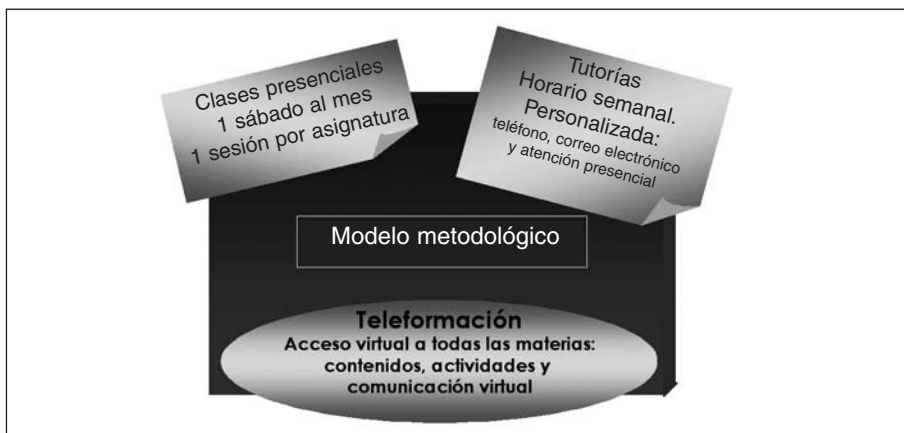 Clases presenciales
1 sábado al mes
1 sesión por asignatura
Tutorías
Horario semanal.
Personalizada:
teléfono, correo electrónico
y atención presencial
Modelo metodológico
Teleformación
Acceso virtual a todas las materias:
contenidos, actividades y
comunicación virtual